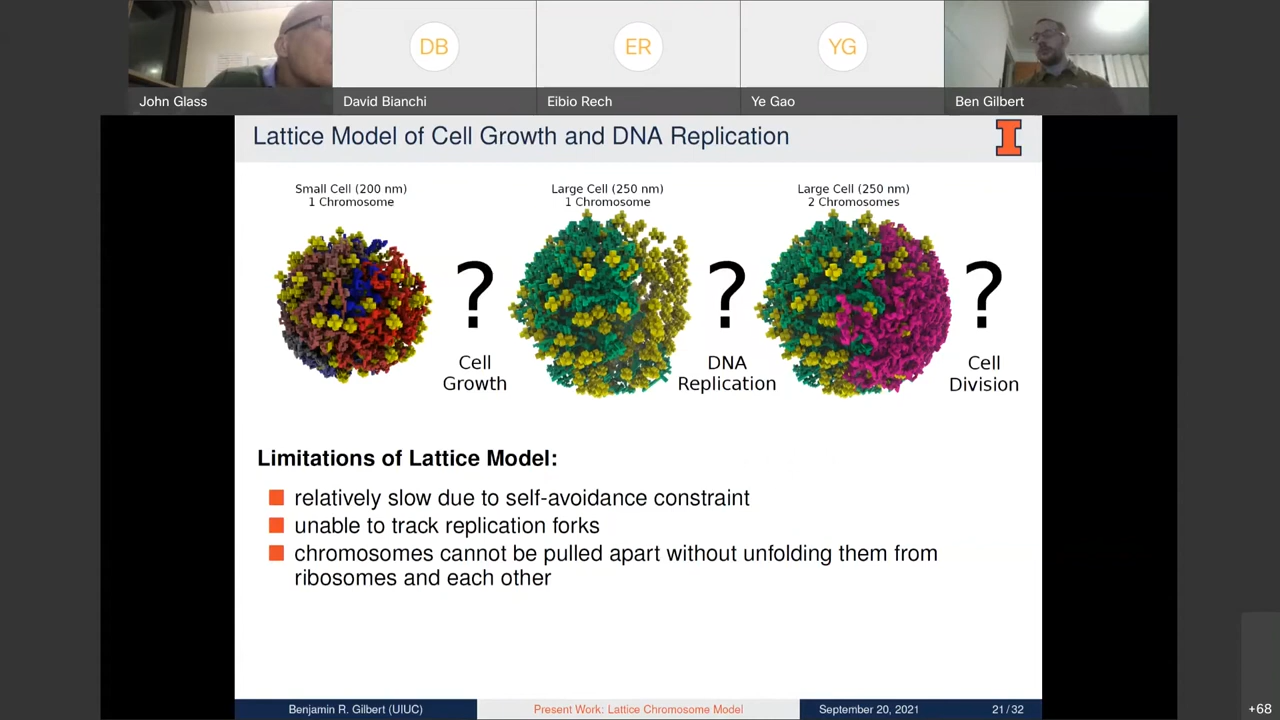 DB
ER
YG
John Glass
David Bianchi
Eibio Rech
Ye Gao
Ben Gilbert
Lattice Model of Cell Growth and DNA Replication
Small Cell (200 nm)
1 Chromosome
Large Cell (250 nm)
1 Chromosome
Large Cell (250 nm)
2 Chromosomes
?
Cell
Growth
?
DNA
Replication
?
Cell
Division
Limitations of Lattice Model:
relatively slow due to self-avoidance constraint
unable to track replication forks
chromosomes cannot be pulled apart without unfolding them from
ribosomes and each other
Benjamin R. Gilbert (UIUC)
Present Work: Lattice Chromosome Model
September 20, 2021
21/32
+68